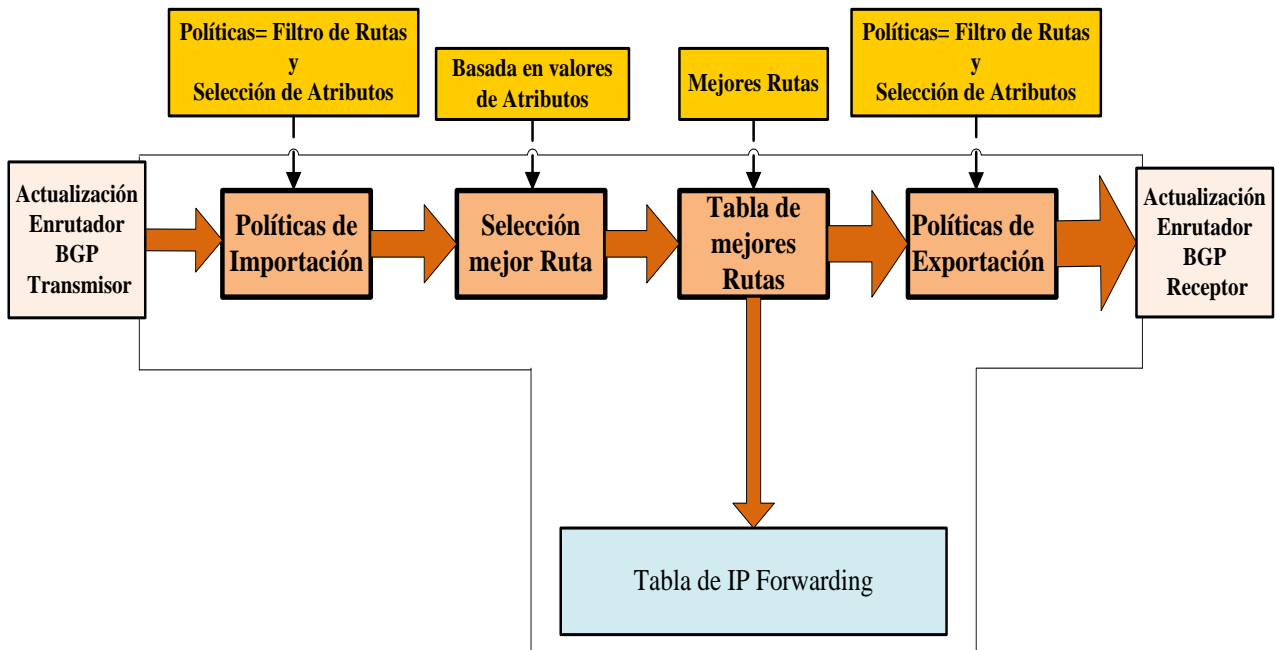 Políticas= Filtro de Rutas
y
Selección de Atributos
Basada en valores
de Atributos
Mejores Rutas
Políticas= Filtro de Rutas
y
Selección de Atributos
Actualización
Enrutador
BGP
Transmisor
Políticas de
Importación
Selección
mejor Ruta
Tabla de
mejores
Rutas
Políticas de
Exportación
Actualización
Enrutador
BGP
Receptor
Tabla de IP Forwarding